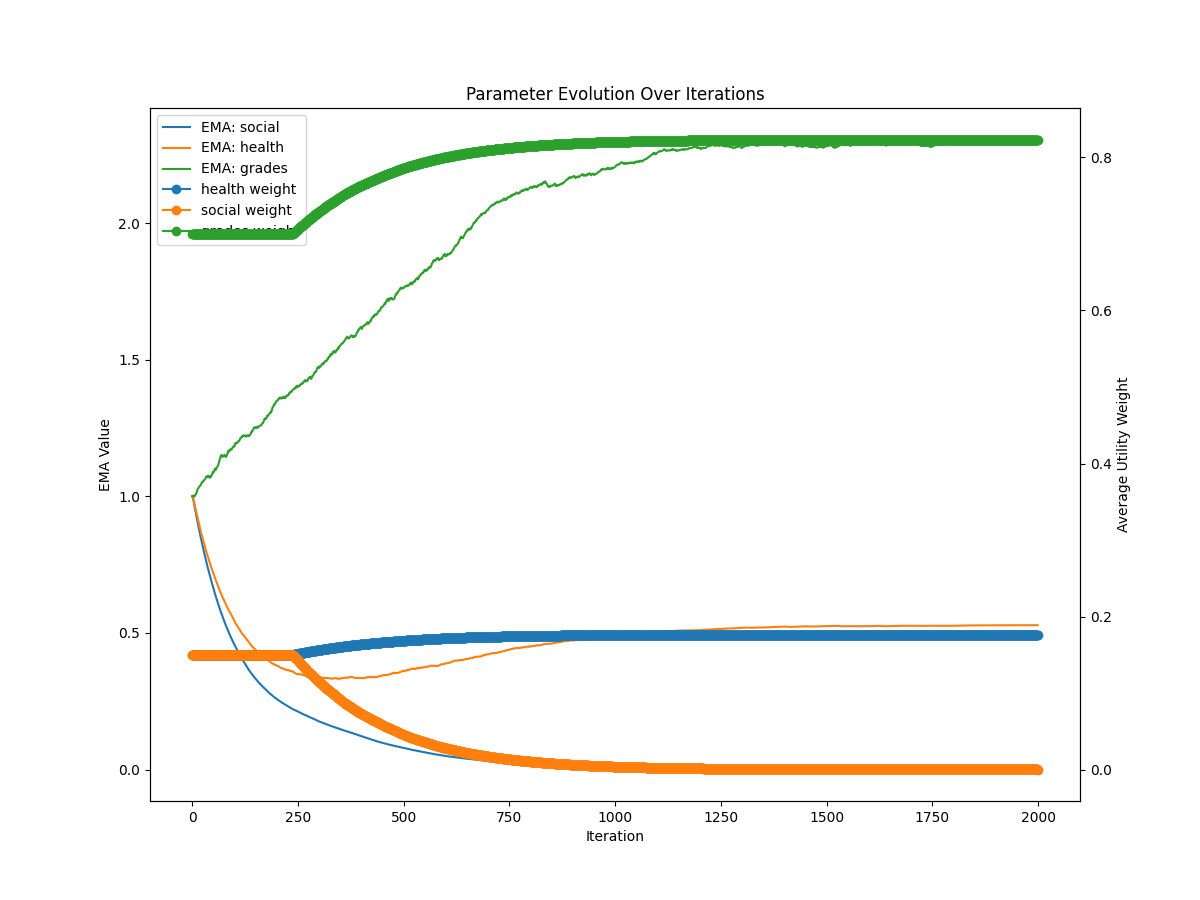 Parameter Evolution Over Iterations
EMA: social
EMA: health
EMA: grades
health weight
social weight
grades weight
EMA Value
2.0
1.5
1.0
0.5
0.0
Average Utility Weight
0.8
0.6
0.4
0.2
0.0
0
250
500
750
1000
1250
1500
1750
2000
Iteration